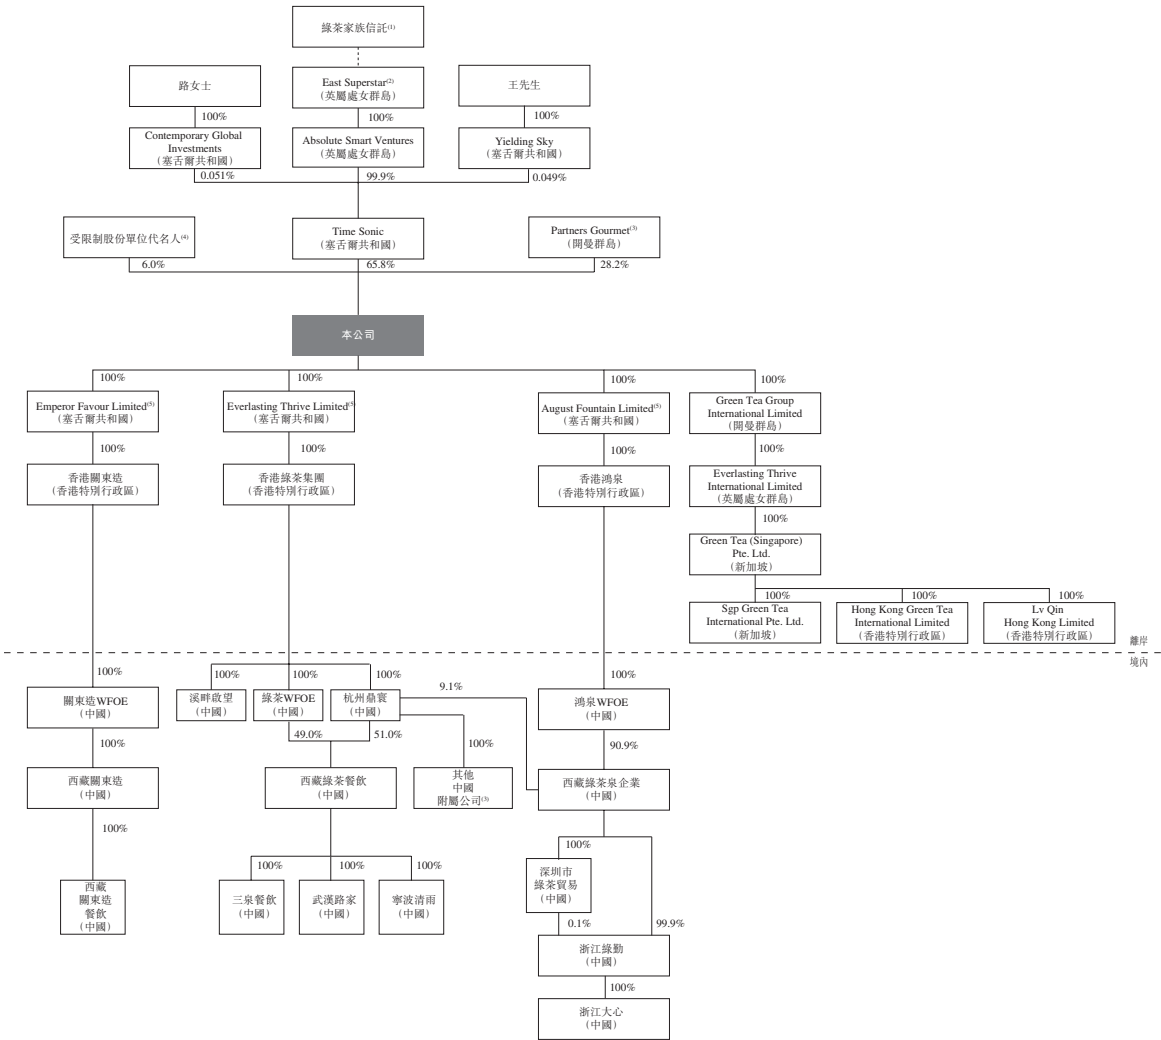 綠茶家族信託(1)
路女士
East Superstar(2)
(英屬處女群島)
王先生
100%
100%
100%
Contemporary Global
Investments
(塞舌爾共和國)
Absolute Smart Ventures
(英屬處女群島)
Yielding Sky
(塞舌爾共和國)
0.051%
99.9%
0.049%
受限制股份單位代名人(4)
Time Sonic
(塞舌爾共和國)
Partners Gourmet(3)
(開曼群島)
6.0%
65.8%
28.2%
本公司
100%
100%
100%
100%
Emperor Favour Limited(5)
(塞舌爾共和國)
Everlasting Thrive Limited(5)
(塞舌爾共和國)
August Fountain Limited(5)
(塞舌爾共和國)
Green Tea Group
International Limited
(開曼群島)
100%
100%
100%
100%
香港關東造
(香港特別行政區)
香港綠茶集團
(香港特別行政區)
香港鴻泉
(香港特別行政區)
Everlasting Thrive
International Limited
(英屬處女群島)
100%
Green Tea (Singapore)
Pte. Ltd.
(新加坡)
100%
100%
100%
Sgp Green Tea
International Pte. Ltd.
(新加坡)
Hong Kong Green Tea
International Limited
(香港特別行政區)
Lv Qin
Hong Kong Limited
(香港特別行政區)
離岸
境內
100%
100%
100%
100%
9.1%
100%
關東造WFOE
(中國)
溪畔啟望
(中國)
綠茶WFOE
(中國)
杭州鼎寰
(中國)
鴻泉WFOE
(中國)
100%
49.0%
51.0%
100%
90.9%
西藏關東造
(中國)
西藏綠茶餐飲
(中國)
其他
中國
附屬公司(3)
西藏綠茶泉企業
(中國)
100%
100%
100%
100%
100%
西藏
關東造
餐飲
(中國)
三泉餐飲
(中國)
武漢路家
(中國)
寧波清雨
(中國)
深圳市
綠茶貿易
(中國)
0.1%
99.9%
浙江綠勤
(中國)
100%
浙江大心
(中國)